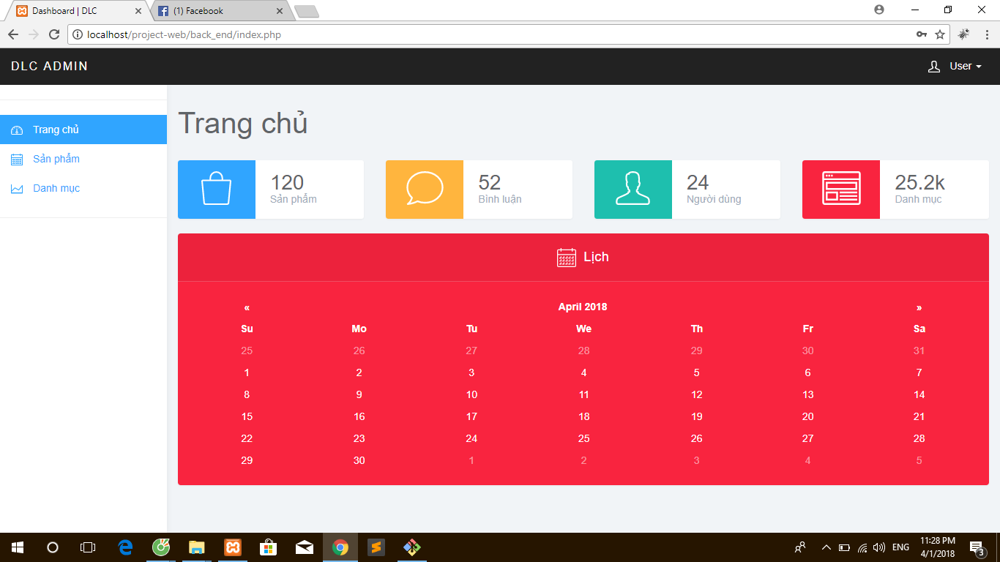 Dashboard | DLC
(1) Facebook
localhost/project-web/back_end/index.php
DLC ADMIN
User
Trang chủ
Sản phẩm
Danh mục
Trang chủ
120
Sản phẩm
52
Bình luận
24
Người dùng
25.2k
Danh mục
Lịch
« April 2018 »
Su Mo Tu We Th Fr Sa
25 26 27 28 29 30 31
1 2 3 4 5 6 7
8 9 10 11 12 13 14
15 16 17 18 19 20 21
22 23 24 25 26 27 28
29 30 1 2 3 4 5
ENG
11:28 PM
4/1/2018
3